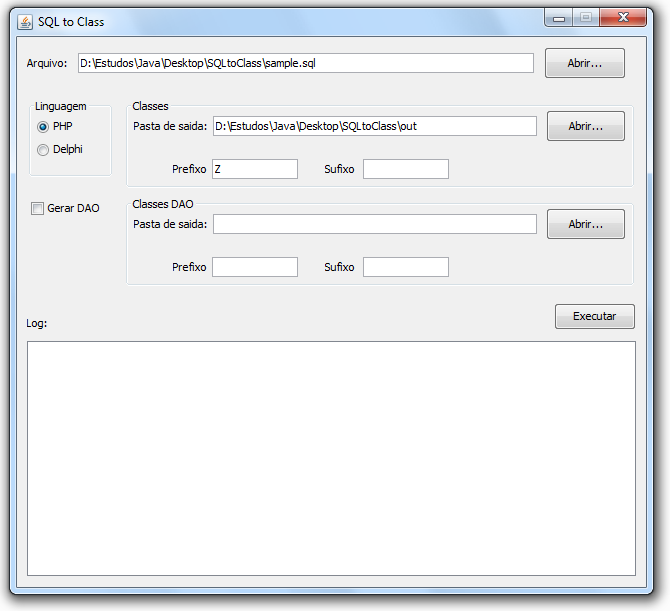 SQL to Class
Arquivo: D:\Estudos\Java\Desktop\SQLtoClass\sample.sql Abrir...
Linguagem
PHP
Delphi
Classes
Pasta de saida: D:\Estudos\Java\Desktop\SQLtoClass\out Abrir...
Prefixo Z Sufixo
Gerar DAO
Classes DAO
Pasta de saida: Abrir...
Prefixo Sufixo
Executar
Log: